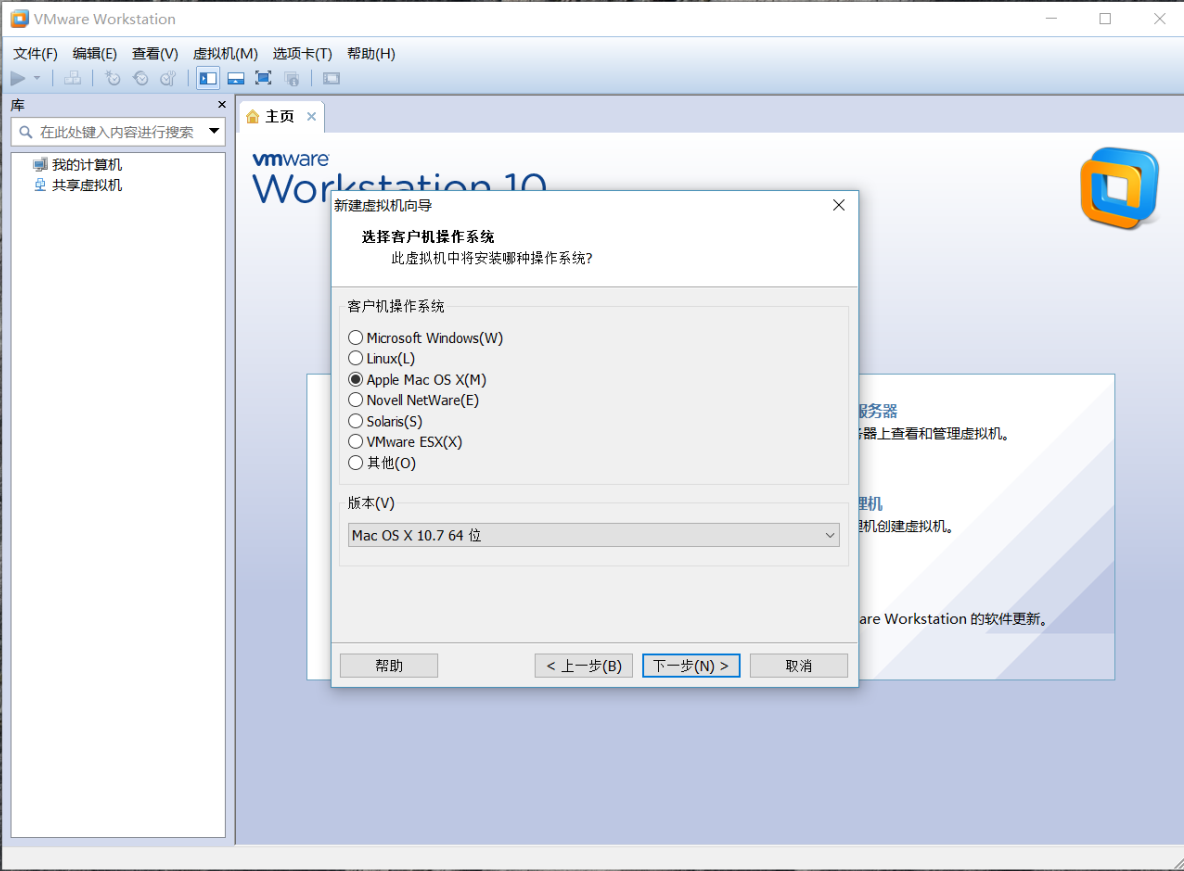 VMware Workstation
文件(F) 编辑(E) 查看(V) 虚拟机(M) 选项卡(T) 帮助(H)
库
在此处键入内容进行搜索
我的计算机
共享虚拟机
主页
vmware
Workstation 10
新建虚拟机向导
选择客户机操作系统
此虚拟机中将安装哪种操作系统?
客户机操作系统
Microsoft Windows(W)
Linux(L)
Apple Mac OS X(M)
Novell NetWare(E)
Solaris(S)
VMware ESX(X)
其他(O)
版本(V)
Mac OS X 10.7 64 位
帮助
< 上一步(B)
下一步(N) >
取消
服务器
器上查看和管理虚拟机。
理机
机创建虚拟机。
are Workstation 的软件更新。